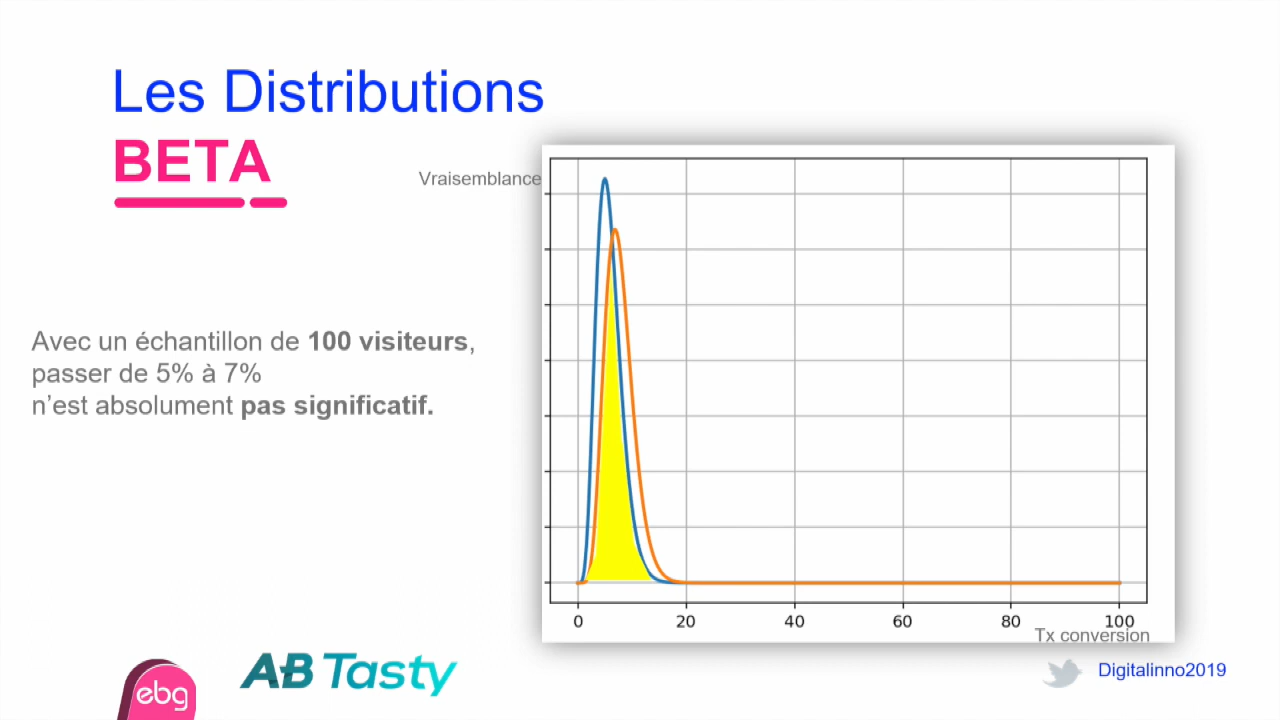 Les Distributions
BETA
Vraisemblance
Avec un échantillon de 100 visiteurs,
passer de 5% à 7%
n’est absolument pas significatif.
0 20 40 60 80 100
Tx conversion
ebg
AB Tasty
Digitalinno2019